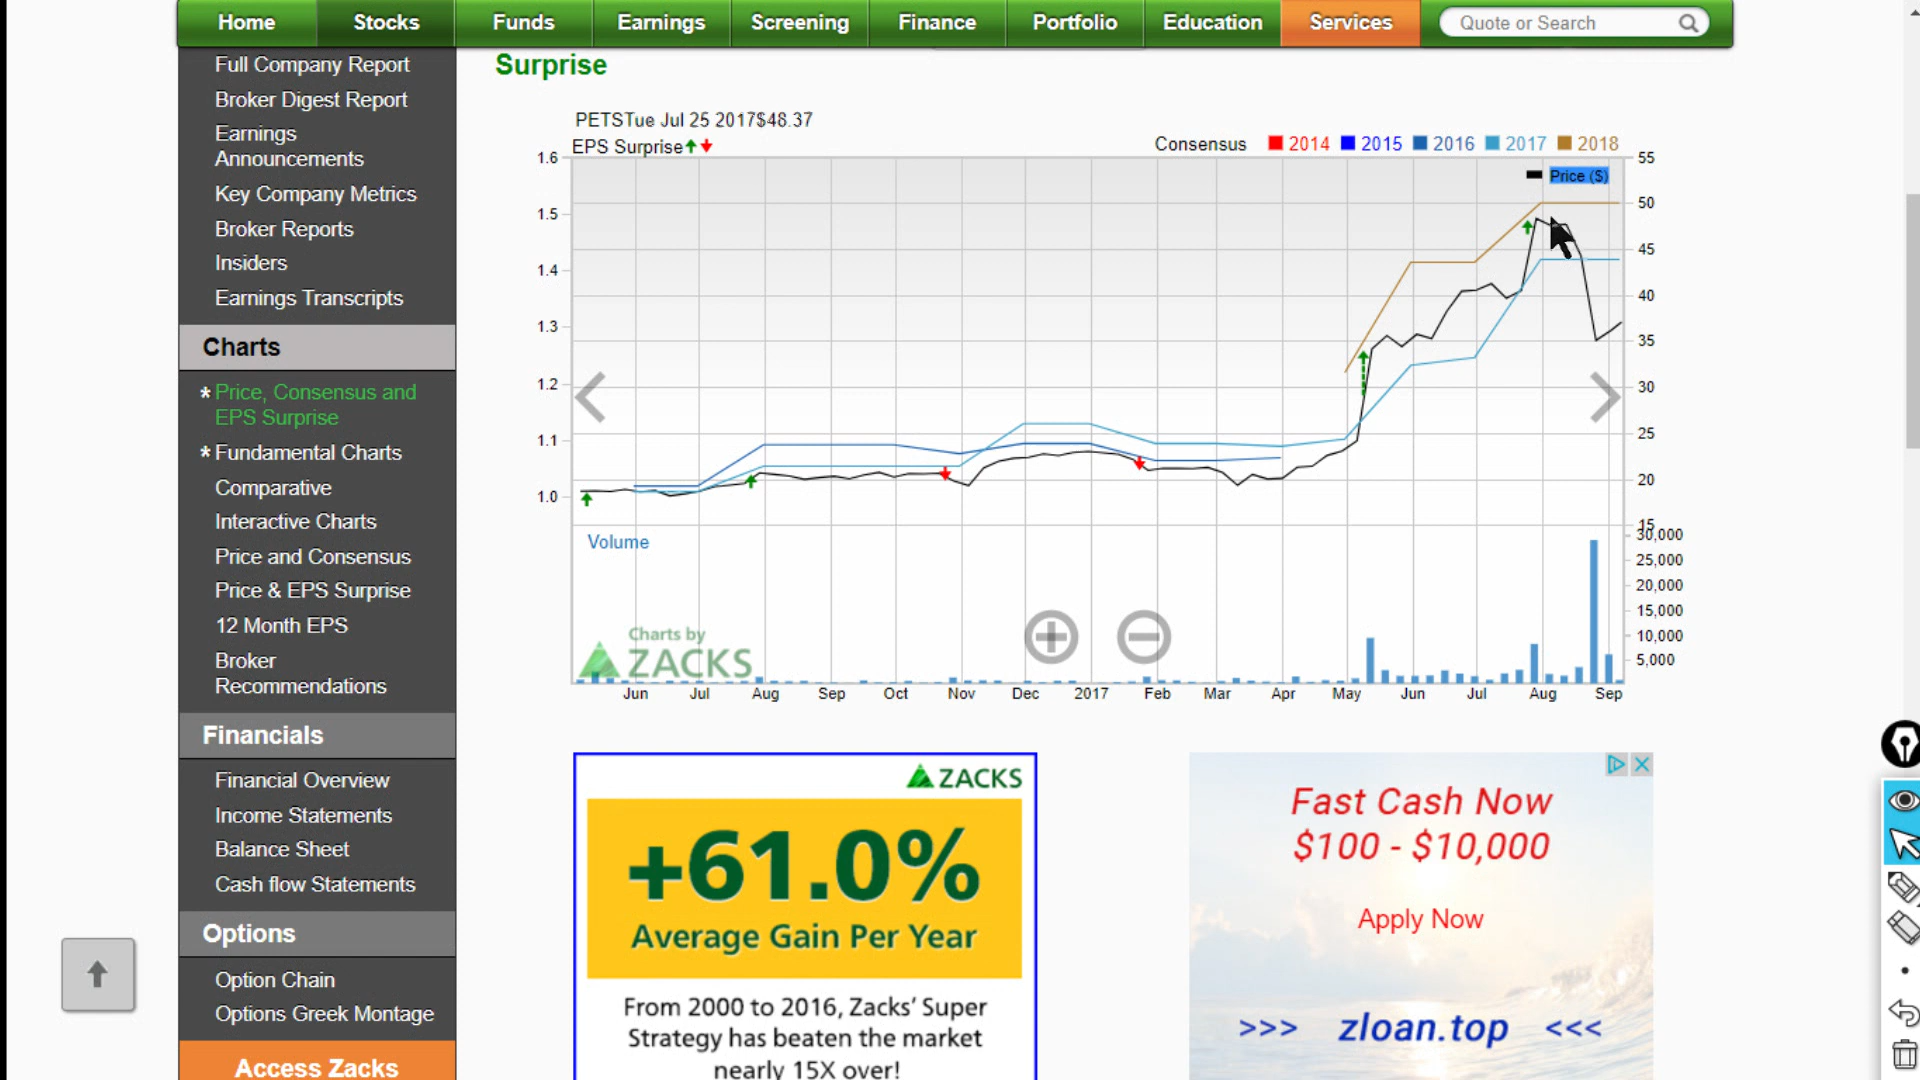 Home Stocks Funds Earnings Screening Finance Portfolio Education Services Quote or Search
Full Company Report
Broker Digest Report
Earnings
Announcements
Key Company Metrics
Broker Reports
Insiders
Earnings Transcripts
Charts
* Price, Consensus and
EPS Surprise
* Fundamental Charts
Comparative
Interactive Charts
Price and Consensus
Price & EPS Surprise
12 Month EPS
Broker
Recommendations
Financials
Financial Overview
Income Statements
Balance Sheet
Cash flow Statements
Options
Option Chain
Options Greek Montage
Access Zacks
Surprise
PETSTue Jul 25 2017$48.37
EPS Surprise
Consensus 2014 2015 2016 2017 2018
Price ($)
1.6
1.5
1.4
1.3
1.2
1.1
1.0
55
50
45
40
35
30
25
20
15
Volume
30,000
25,000
20,000
15,000
10,000
5,000
Charts by
ZACKS
Jun Jul Aug Sep Oct Nov Dec 2017 Feb Mar Apr May Jun Jul Aug Sep
ZACKS
+61.0%
Average Gain Per Year
From 2000 to 2016, Zacks' Super
Strategy has beaten the market
nearly 15X over!
Fast Cash Now
$100 - $10,000
Apply Now
>>> zloan.top <<<